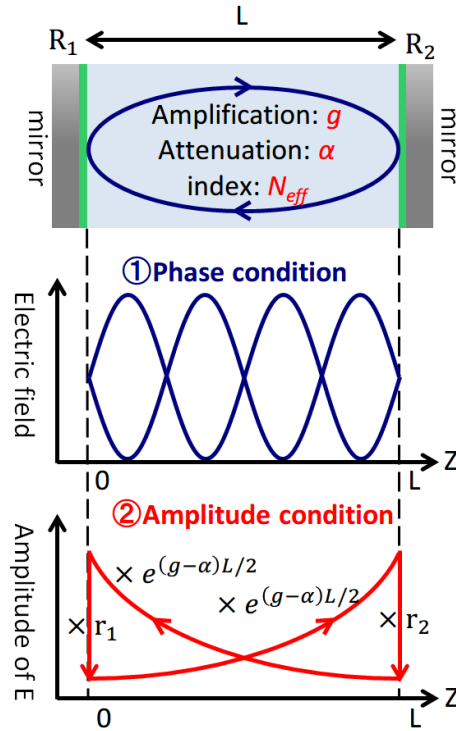 L
R₁ R₂
mirror
Amplification: g
Attenuation: α
index: N_eff
mirror
①Phase condition
Electric field
0 L Z
②Amplitude condition
Amplitude of E
× e^{(g−α)L/2}
× e^{(g−α)L/2}
× r₁ × r₂
0 L Z